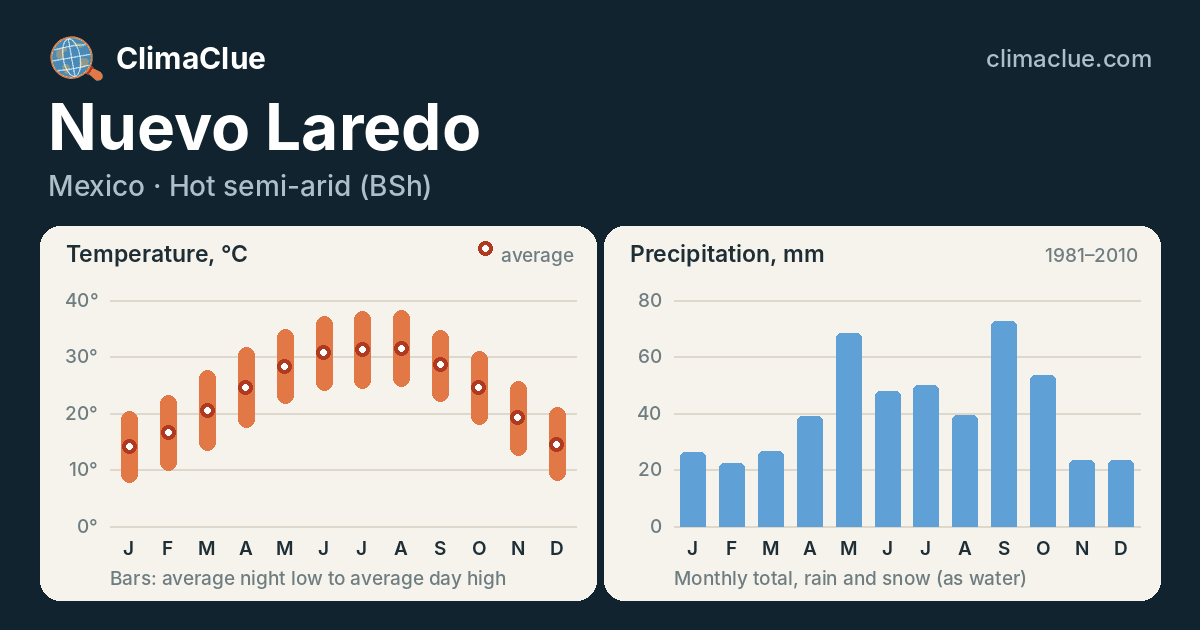 ClimaClue
climaclue.com
Nuevo Laredo
Mexico · Hot semi-arid (BSh)
Temperature, °C
average
40°
30°
20°
10°
0°
J F M A M J J A S O N D
Bars: average night low to average day high
Precipitation, mm
1981–2010
80
60
40
20
0
J F M A M J J A S O N D
Monthly total, rain and snow (as water)